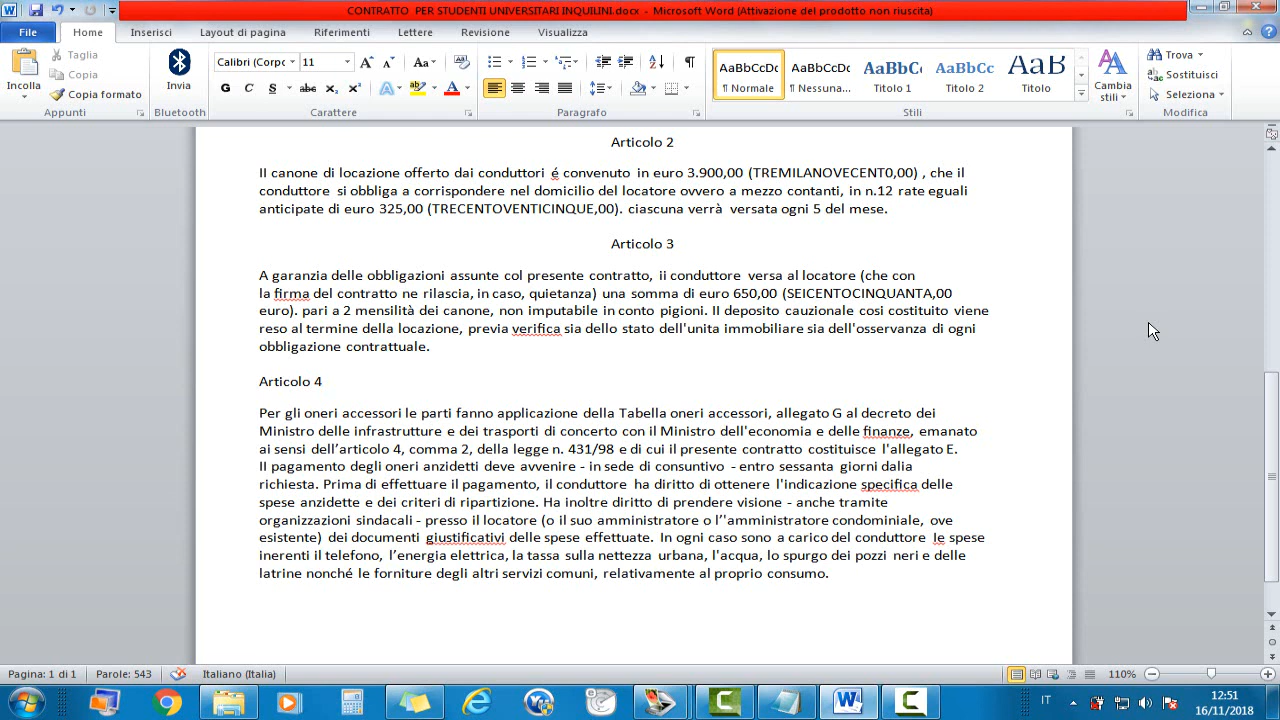 CONTRATTO PER STUDENTI UNIVERSITARI INQUILINI.docx - Microsoft Word (Attivazione del prodotto non riuscita)
File Home Inserisci Layout di pagina Riferimenti Lettere Revisione Visualizza
Incolla
Taglia
Copia
Copia formato
Appunti
Invia
Bluetooth
Calibri (Corpo 11
G C S abc x₂ x²
Carattere
Paragrafo
AaBbCcDc AaBbCcDc AaBbC AaBbCc AaB
¶ Normale ¶ Nessuna... Titolo 1 Titolo 2 Titolo
Cambia stili
Stili
Trova
Sostituisci
Seleziona
Modifica
Articolo 2
II canone di locazione offerto dai conduttori é convenuto in euro 3.900,00 (TREMILANOVECENT0,00) , che il
conduttore si obbliga a corrispondere nel domicilio del locatore ovvero a mezzo contanti, in n.12 rate eguali
anticipate di euro 325,00 (TRECENTOVENTICINQUE,00). ciascuna verrà versata ogni 5 del mese.
Articolo 3
A garanzia delle obbligazioni assunte col presente contratto, ii conduttore versa al locatore (che con
la firma del contratto ne rilascia, in caso, quietanza) una somma di euro 650,00 (SEICENTOCINQUANTA,00
euro). pari a 2 mensilità dei canone, non imputabile in conto pigioni. II deposito cauzionale cosi costituito viene
reso al termine della locazione, previa verifica sia dello stato dell'unita immobiliare sia dell'osservanza di ogni
obbligazione contrattuale.
Articolo 4
Per gli oneri accessori le parti fanno applicazione della Tabella oneri accessori, allegato G al decreto dei
Ministro delle infrastrutture e dei trasporti di concerto con il Ministro dell'economia e delle finanze, emanato
ai sensi dell’articolo 4, comma 2, della legge n. 431/98 e di cui il presente contratto costituisce l'allegato E.
II pagamento degli oneri anzidetti deve avvenire - in sede di consuntivo - entro sessanta giorni dalia
richiesta. Prima di effettuare il pagamento, il conduttore ha diritto di ottenere l'indicazione specifica delle
spese anzidette e dei criteri di ripartizione. Ha inoltre diritto di prendere visione - anche tramite
organizzazioni sindacali - presso il locatore (o il suo amministratore o l’'amministratore condominiale, ove
esistente) dei documenti giustificativi delle spese effettuate. In ogni caso sono a carico del conduttore le spese
inerenti il telefono, l’energia elettrica, la tassa sulla nettezza urbana, l'acqua, lo spurgo dei pozzi neri e delle
latrine nonché le forniture degli altri servizi comuni, relativamente al proprio consumo.
Pagina: 1 di 1 Parole: 543 Italiano (Italia) 110%
IT 12:51
16/11/2018